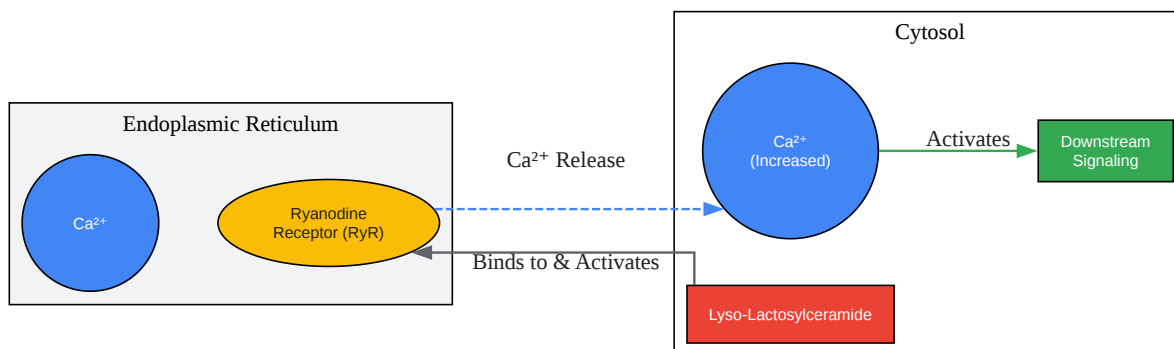 Cytosol
Endoplasmic Reticulum
Ca²⁺
Ryanodine
Receptor (RyR)
Ca²⁺ Release
Binds to & Activates
Ca²⁺
(Increased)
Activates
Downstream
Signaling
Lyso-Lactosylceramide